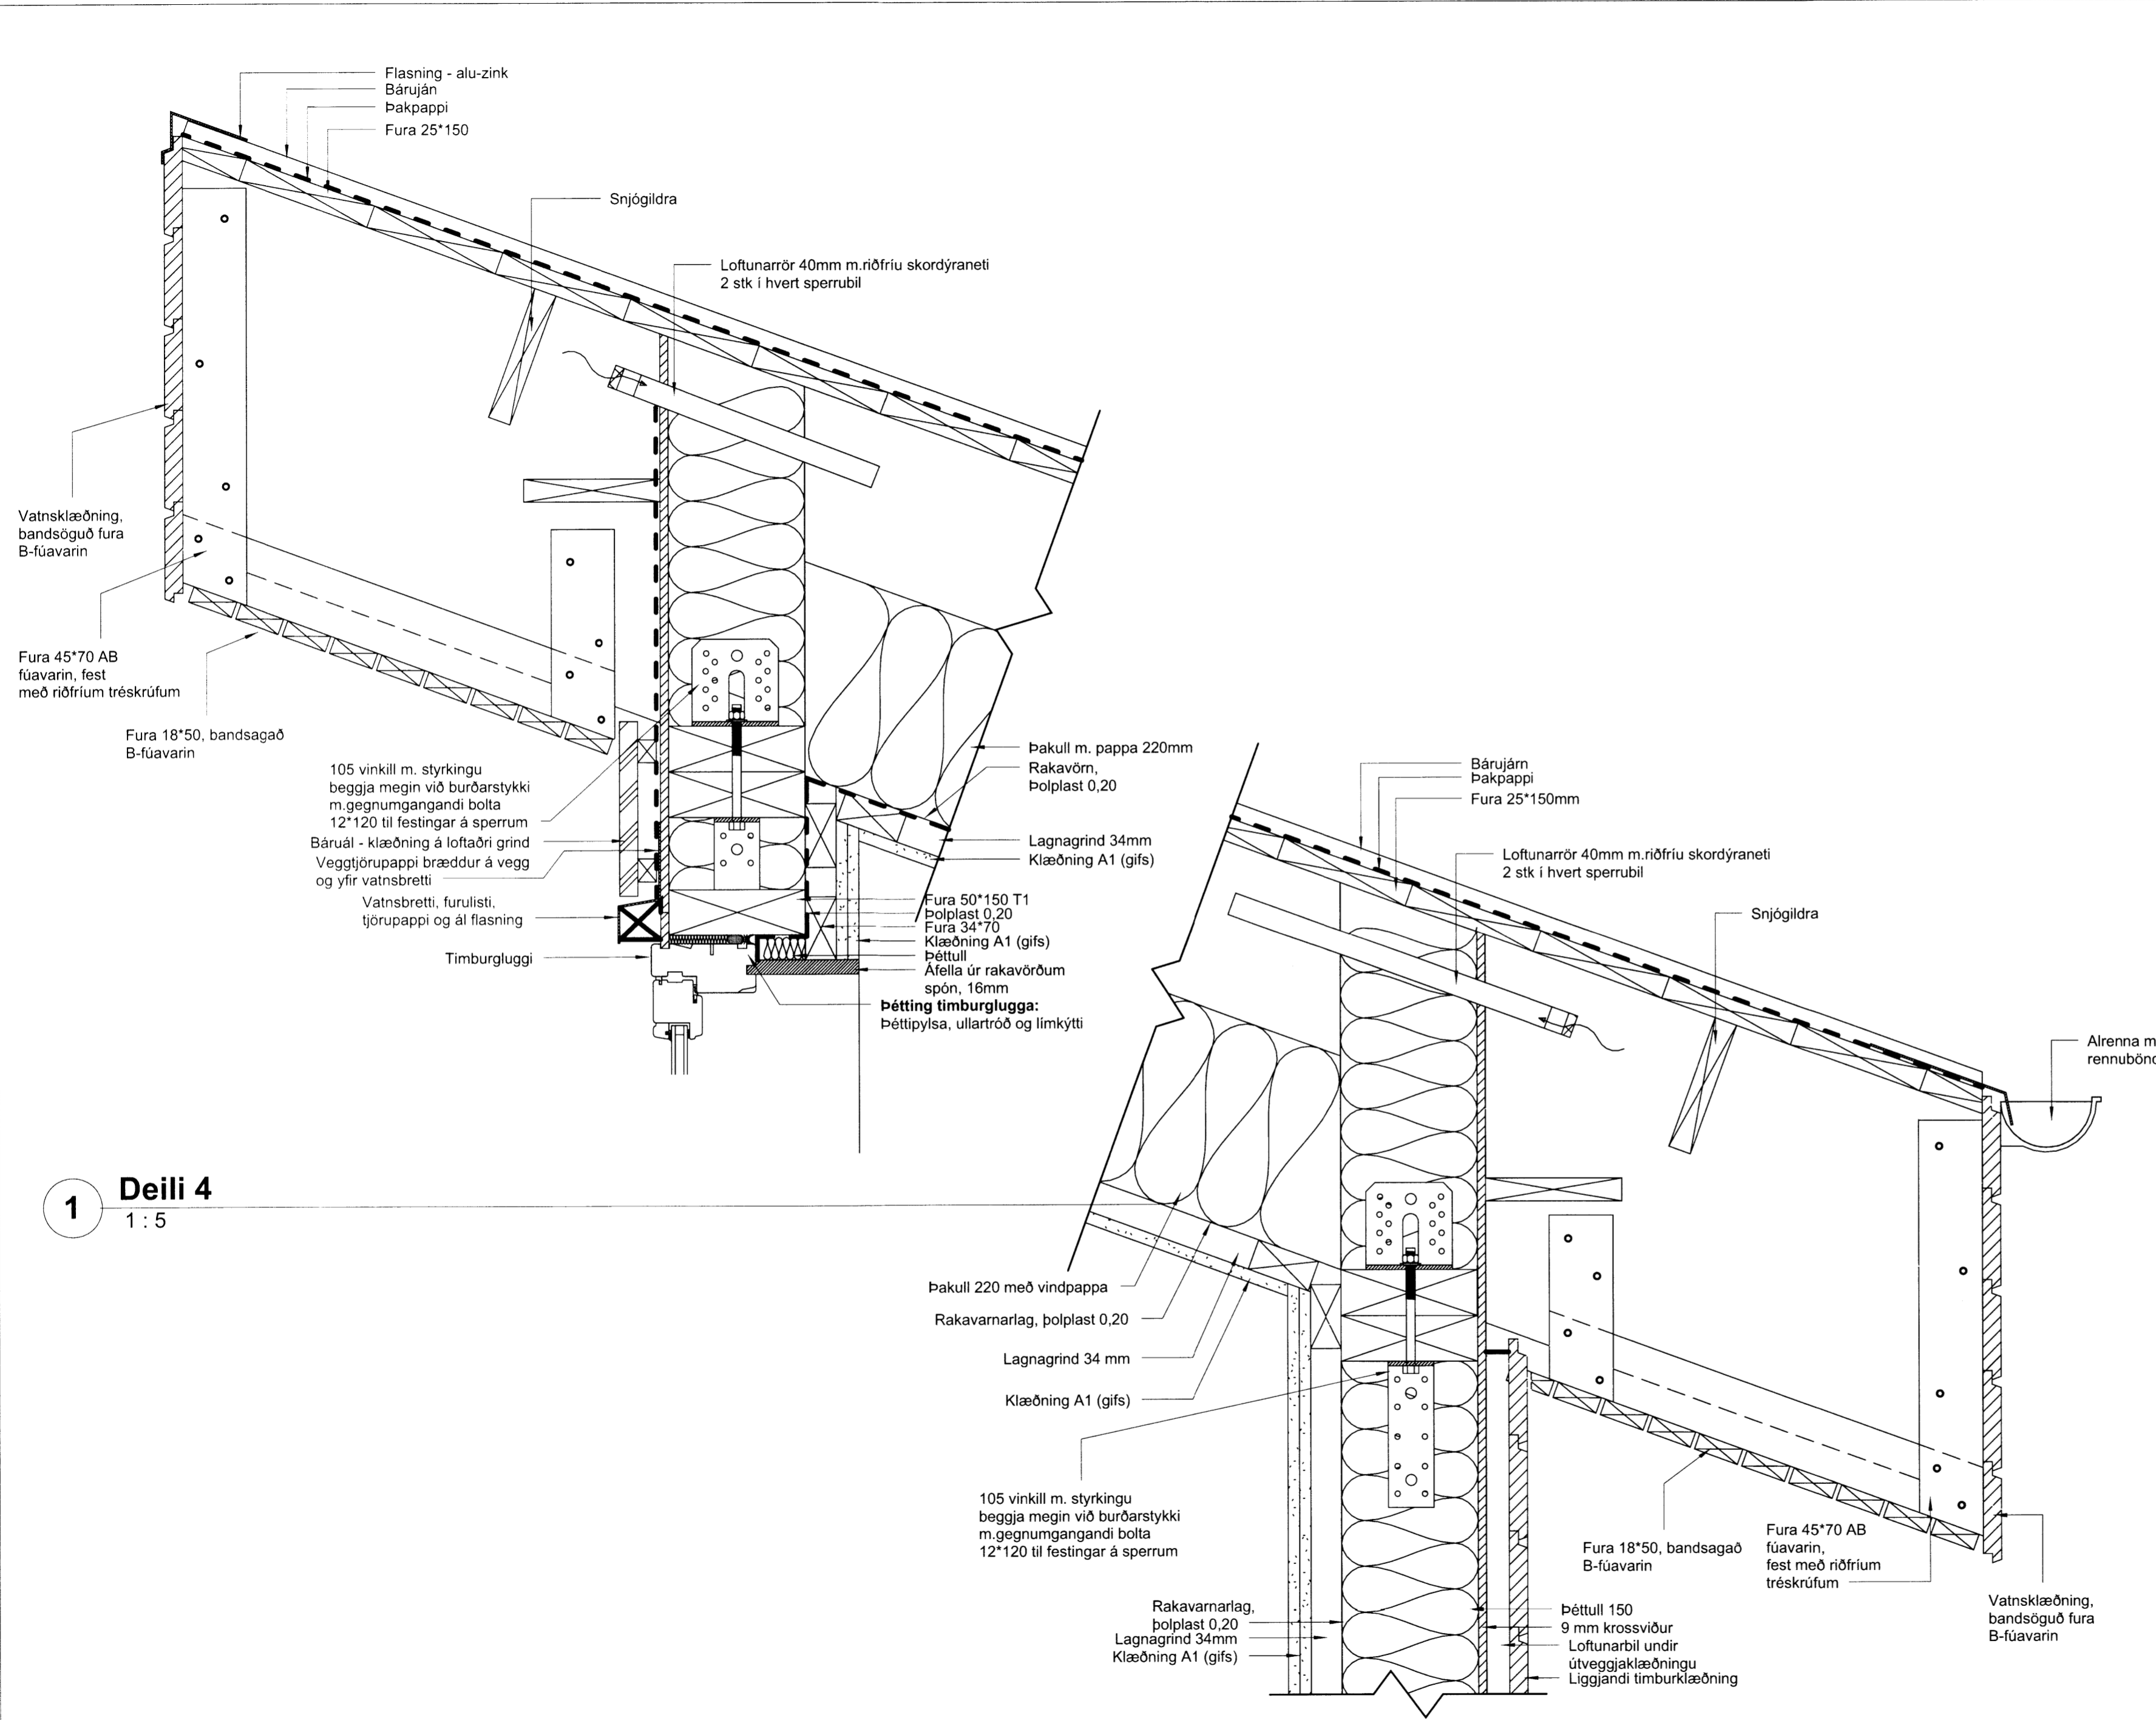 Flasning - alu-zink
Báruján
Þakpappi
Fura 25*150
Snjógildra
Loftunarrör 40mm m.riðfríu skordýraneti
2 stk í hvert sperrubil
Vatnsklæðning,
bandsöguð fura
B-fúavarin
Fura 45*70 AB
fúavarin, fest
með riðfríum tréskrúfum
Fura 18*50, bandsagað
B-fúavarin
105 vinkill m. styrkingu
beggja megin við burðarstykki
m.gegnumgangandi bolta
12*120 til festingar á sperrum
Báruál - klæðning á loftaðri grind
Veggtjörupappi bræddur á vegg
og yfir vatnsbretti
Vatnsbretti, furulisti,
tjörupappi og ál flasning
Timburgluggi
Þakull m. pappa 220mm
Rakavörn,
Þolplast 0,20
Lagnagrind 34mm
Klæðning A1 (gifs)
Fura 50*150 T1
Þolplast 0,20
Fura 34*70
Klæðning A1 (gifs)
Þéttull
Áfella úr rakavörðum
spón, 16mm
Þétting timburglugga:
Þéttipylsa, ullartróð og límkýtti
1
Deili 4
1 : 5
Bárujárn
Þakpappi
Fura 25*150mm
Loftunarrör 40mm m.riðfríu skordýraneti
2 stk í hvert sperrubil
Snjógildra
Alrenna m
Þakull 220 með vindpappa
Rakavarnarlag, þolplast 0,20
Lagnagrind 34 mm
Klæðning A1 (gifs)
105 vinkill m. styrkingu
beggja megin við burðarstykki
m.gegnumgangandi bolta
12*120 til festingar á sperrum
Rakavarnarlag,
þolplast 0,20
Lagnagrind 34mm
Klæðning A1 (gifs)
Þéttull 150
9 mm krossviður
Loftunarbil undir
útveggjaklæðningu
Liggjandi timburklæðning
Fura 18*50, bandsagað
B-fúavarin
Fura 45*70 AB
fúavarin,
fest með riðfríum
tréskrúfum
Vatnsklæðning,
bandsöguð fura
B-fúavarin